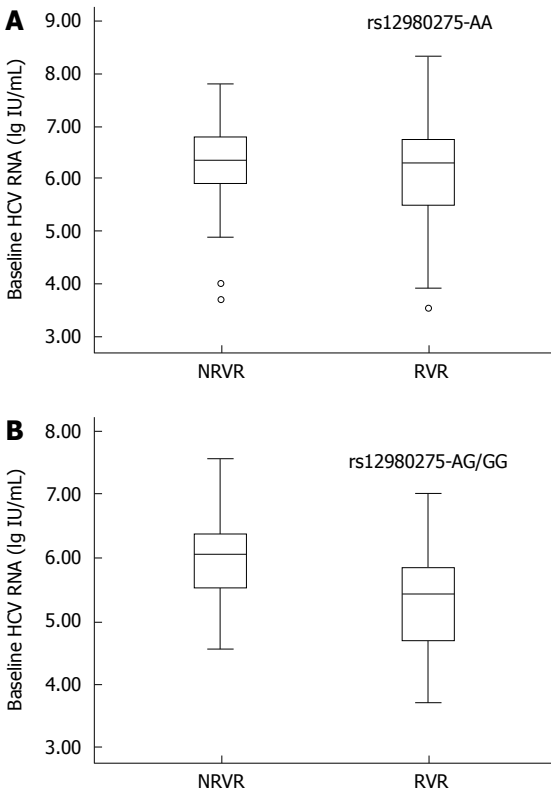 A
rs12980275-AA
Baseline HCV RNA (lg IU/mL)
9.00
8.00
7.00
6.00
5.00
4.00
3.00
NRVR RVR
B
rs12980275-AG/GG
Baseline HCV RNA (lg IU/mL)
8.00
7.00
6.00
5.00
4.00
3.00
NRVR RVR